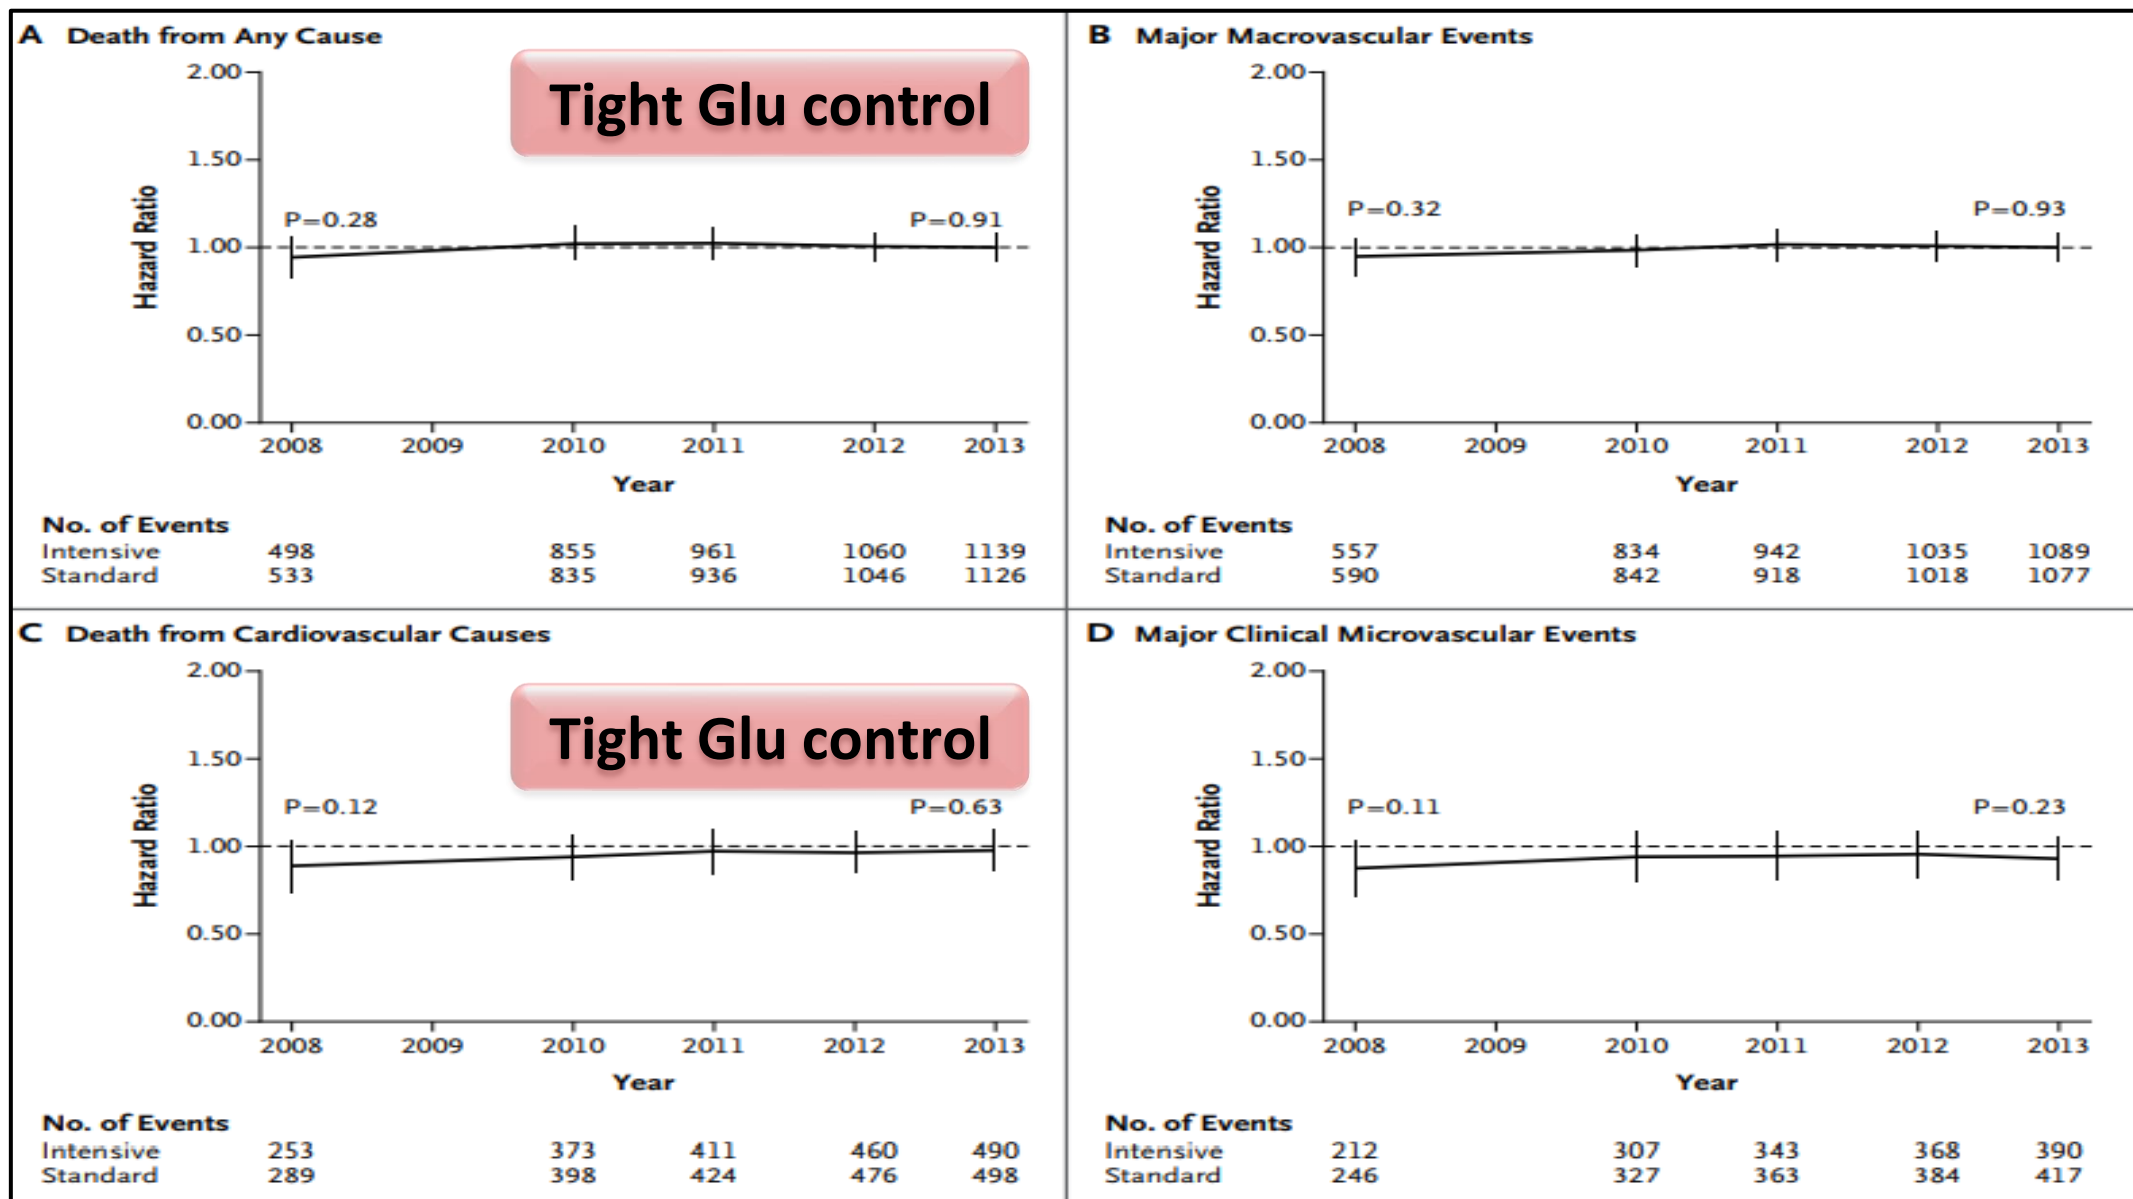 A Death from Any Cause
Tight Glu control
2.00
1.50
1.00
0.50
0.00
Hazard Ratio
P=0.28
P=0.91
2008 2009 2010 2011 2012 2013
Year
No. of Events
Intensive 498 855 961 1060 1139
Standard 533 835 936 1046 1126
B Major Macrovascular Events
2.00
1.50
1.00
0.50
0.00
Hazard Ratio
P=0.32
P=0.93
2008 2009 2010 2011 2012 2013
Year
No. of Events
Intensive 557 834 942 1035 1089
Standard 590 842 918 1018 1077
C Death from Cardiovascular Causes
Tight Glu control
2.00
1.50
1.00
0.50
0.00
Hazard Ratio
P=0.12
P=0.63
2008 2009 2010 2011 2012 2013
Year
No. of Events
Intensive 253 373 411 460 490
Standard 289 398 424 476 498
D Major Clinical Microvascular Events
2.00
1.50
1.00
0.50
0.00
Hazard Ratio
P=0.11
P=0.23
2008 2009 2010 2011 2012 2013
Year
No. of Events
Intensive 212 307 343 368 390
Standard 246 327 363 384 417